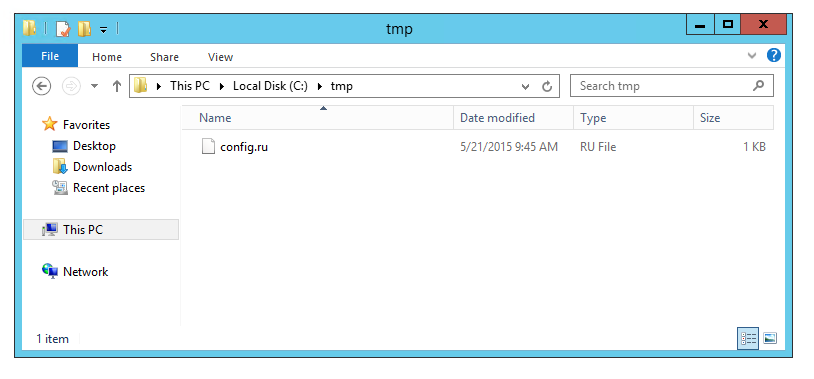 tmp
File Home Share View
This PC Local Disk (C:) tmp Search tmp
Name Date modified Type Size
Favorites
Desktop
Downloads
Recent places
This PC
Network
config.ru 5/21/2015 9:45 AM RU File 1 KB
1 item